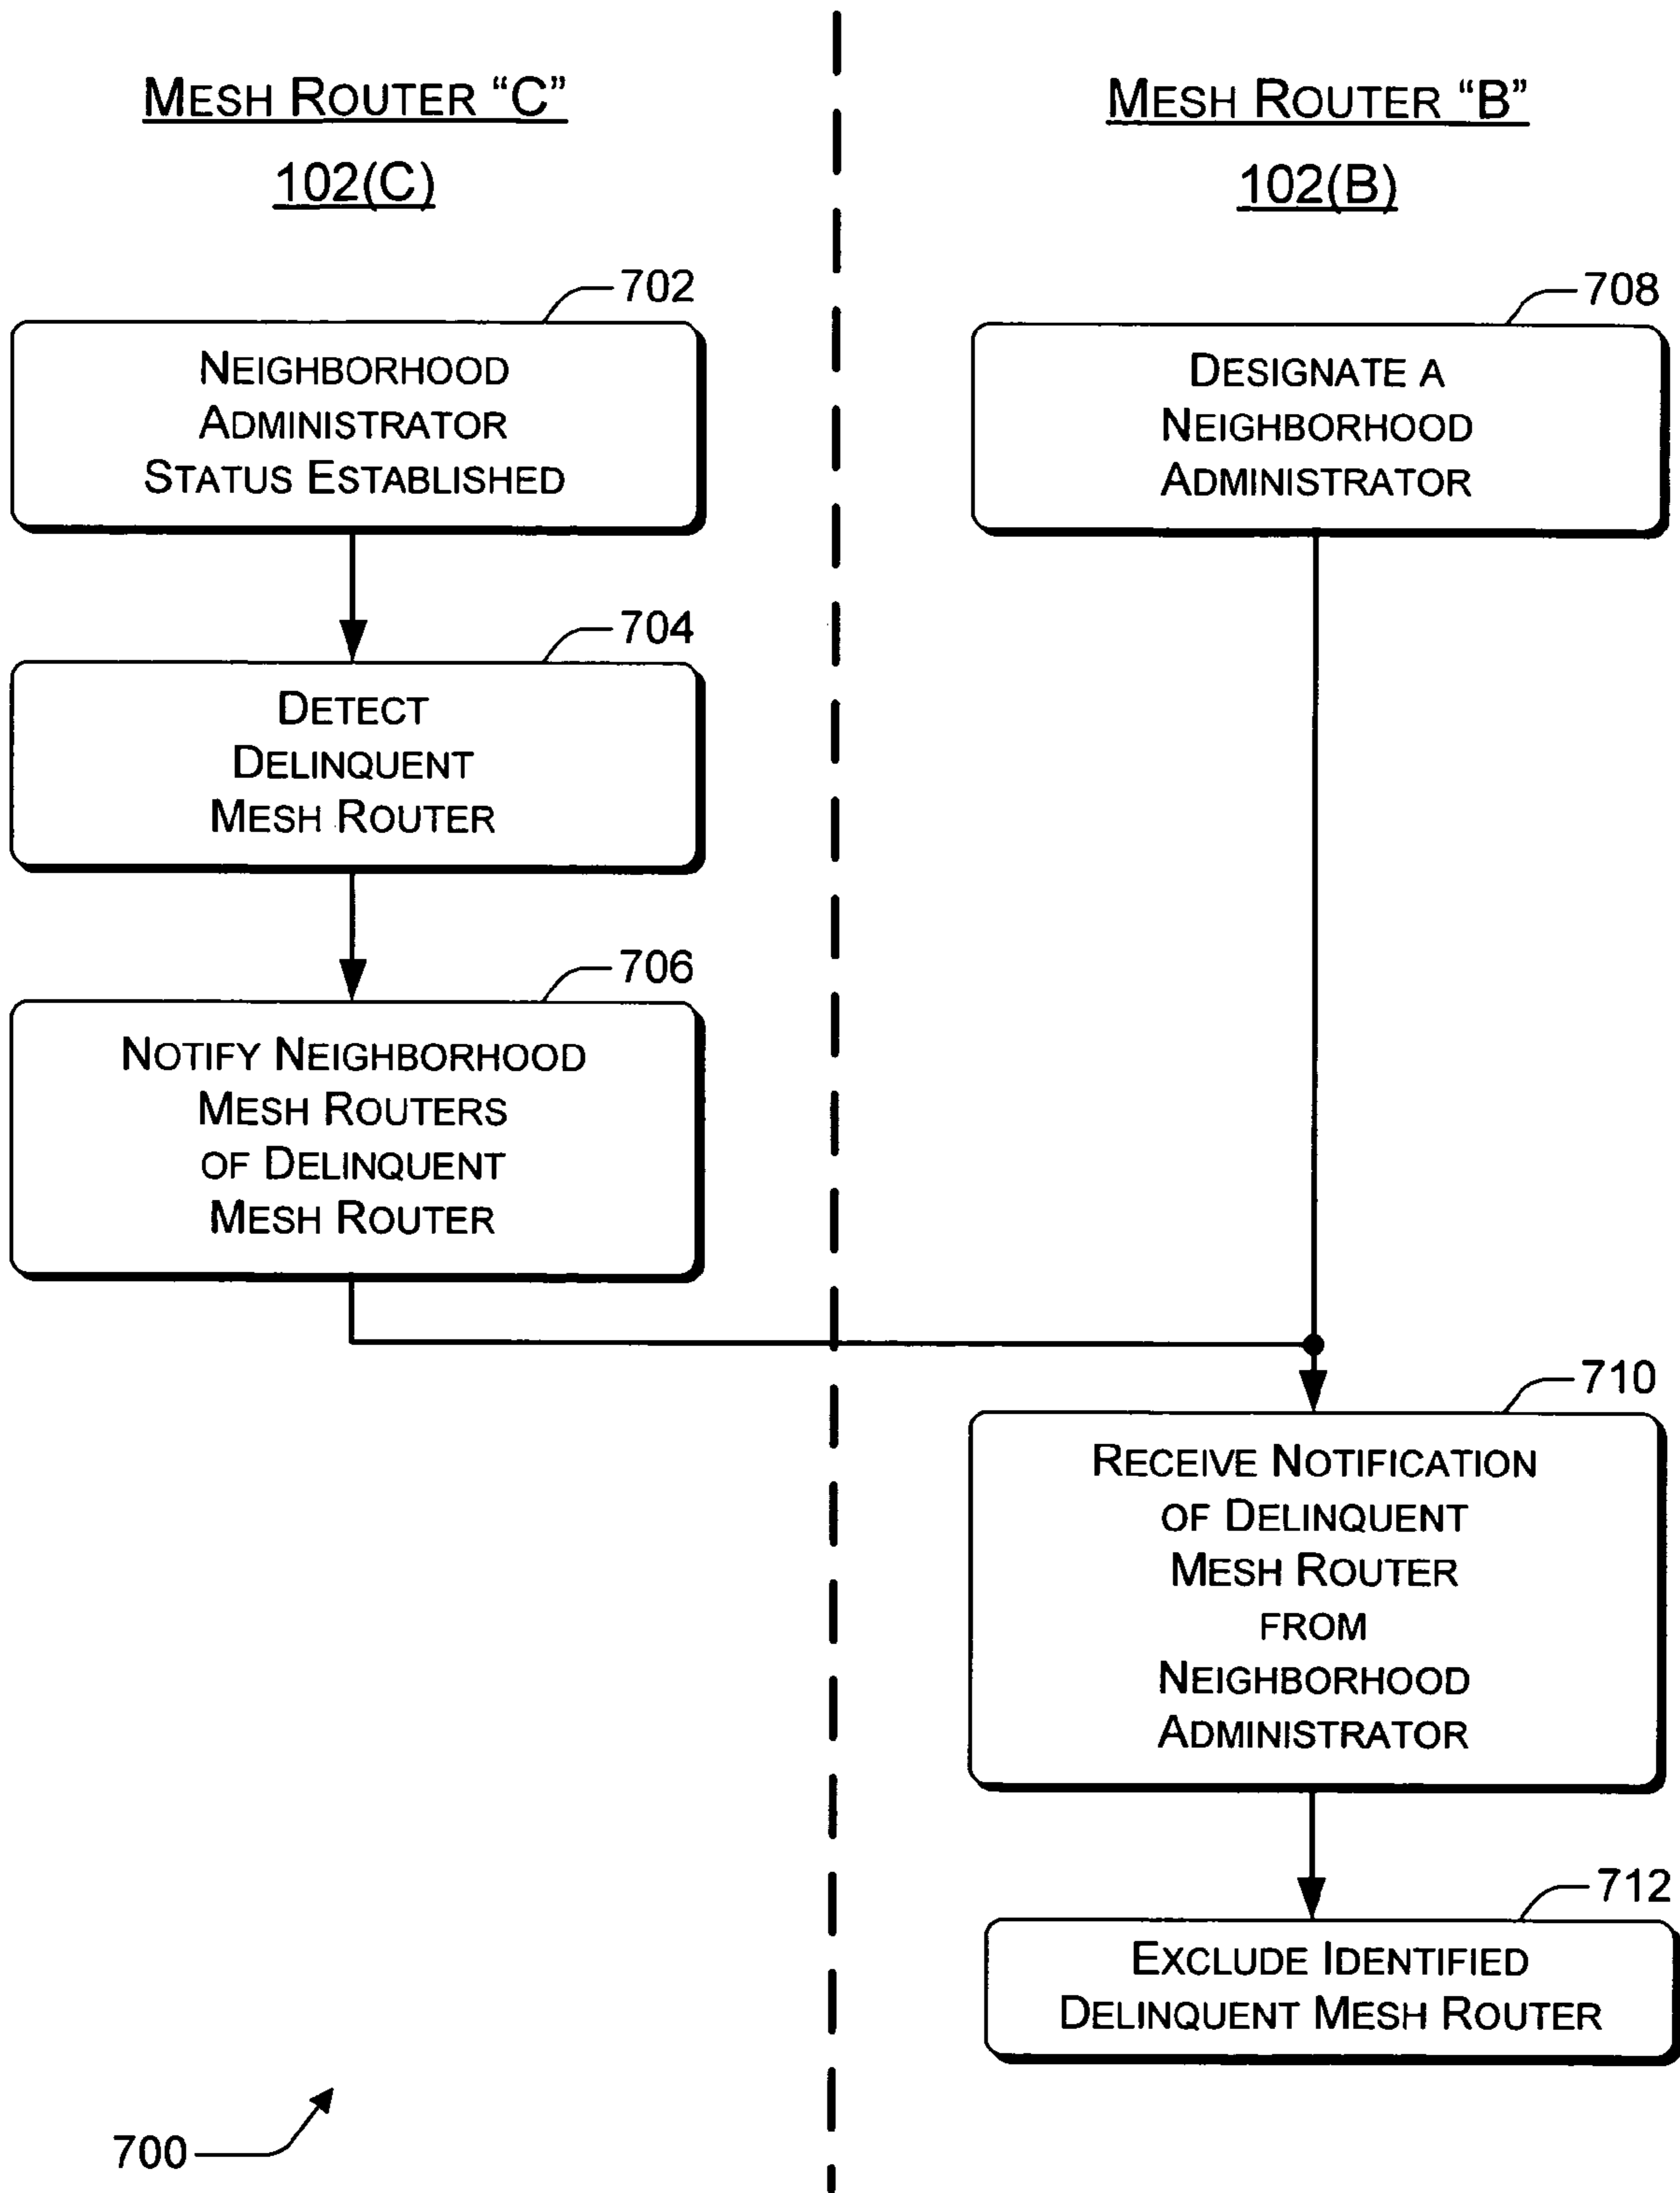 MESH ROUTER “C”
102(C)
702
NEIGHBORHOOD
ADMINISTRATOR
STATUS ESTABLISHED
704
DETECT
DELINQUENT
MESH ROUTER
706
NOTIFY NEIGHBORHOOD
MESH ROUTERS
OF DELINQUENT
MESH ROUTER
MESH ROUTER “B”
102(B)
708
DESIGNATE A
NEIGHBORHOOD
ADMINISTRATOR
710
RECEIVE NOTIFICATION
OF DELINQUENT
MESH ROUTER
FROM
NEIGHBORHOOD
ADMINISTRATOR
712
EXCLUDE IDENTIFIED
DELINQUENT MESH ROUTER
700